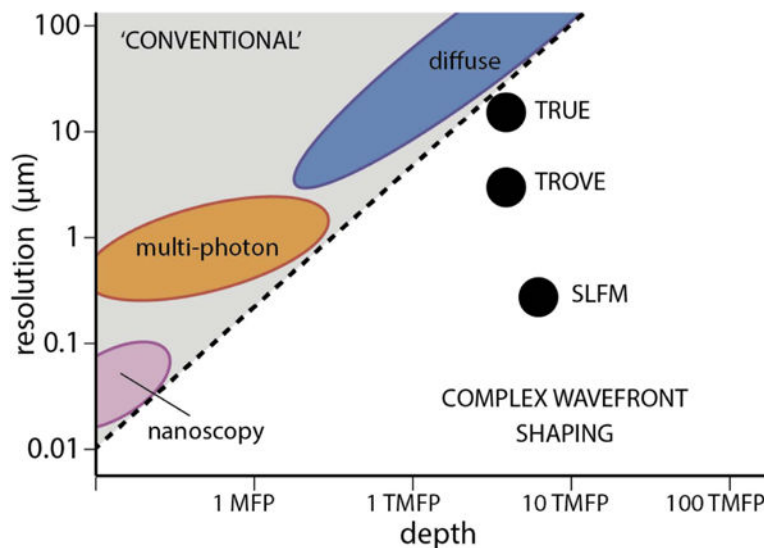 100
10
1
0.1
0.01
resolution (μm)
'CONVENTIONAL'
diffuse
TRUE
TROVE
multi-photon
SLFM
nanoscopy
COMPLEX WAVEFRONT
SHAPING
1 MFP
1 TMFP
10 TMFP
100 TMFP
depth